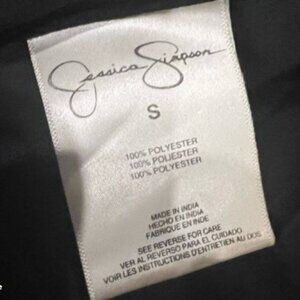 Jessica Simpson
S
100% POLYESTER
100% POLIESTER
100% POLYESTER
MADE IN INDIA
HECHO EN INDIA
FABRIQUE EN INDE
SEE REVERSE FOR CARE
VER AL REVERSO PARA EL CUIDADO
VOIR LES INSTRUCTIONS D'ENTRETIEN AU DOS